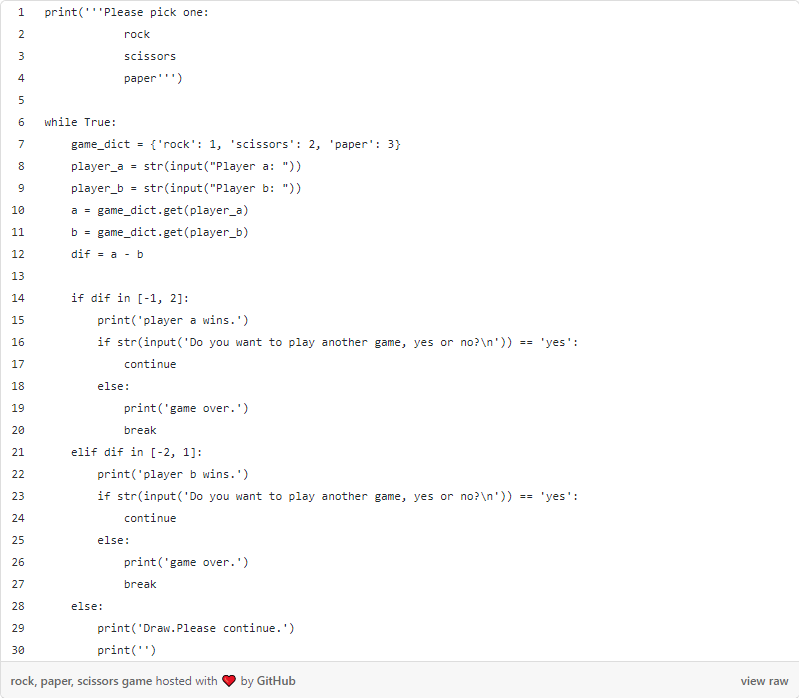 1 print('''Please pick one:
2             rock
3             scissors
4             paper''')
5
6 while True:
7     game_dict = {'rock': 1, 'scissors': 2, 'paper': 3}
8     player_a = str(input("Player a: "))
9     player_b = str(input("Player b: "))
10     a = game_dict.get(player_a)
11     b = game_dict.get(player_b)
12     dif = a - b
13
14     if dif in [-1, 2]:
15         print('player a wins.')
16         if str(input('Do you want to play another game, yes or no?\n')) == 'yes':
17             continue
18         else:
19             print('game over.')
20             break
21     elif dif in [-2, 1]:
22         print('player b wins.')
23         if str(input('Do you want to play another game, yes or no?\n')) == 'yes':
24             continue
25         else:
26             print('game over.')
27             break
28     else:
29         print('Draw.Please continue.')
30         print('')
rock, paper, scissors game hosted with ❤ by GitHub view raw